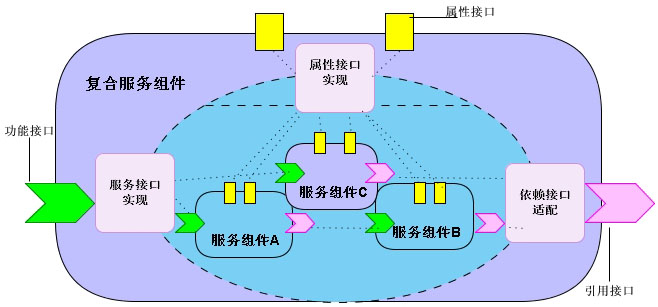 属性接口
属性接口
实现
复合服务组件
功能接口
服务接口
实现
服务组件C
依赖接口
适配
服务组件A
服务组件B
引用接口